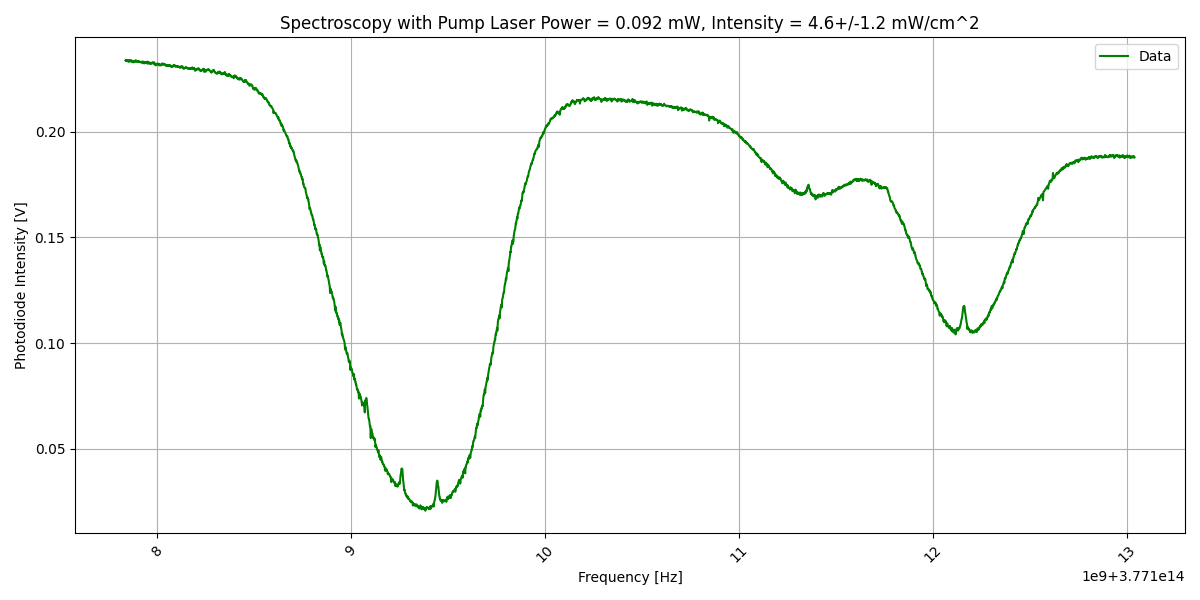 Spectroscopy with Pump Laser Power = 0.092 mW, Intensity = 4.6+/-1.2 mW/cm^2
Data
0.20
0.15
0.10
0.05
Photodiode Intensity [V]
8
9
10
11
12
13
Frequency [Hz]
1e9+3.771e14